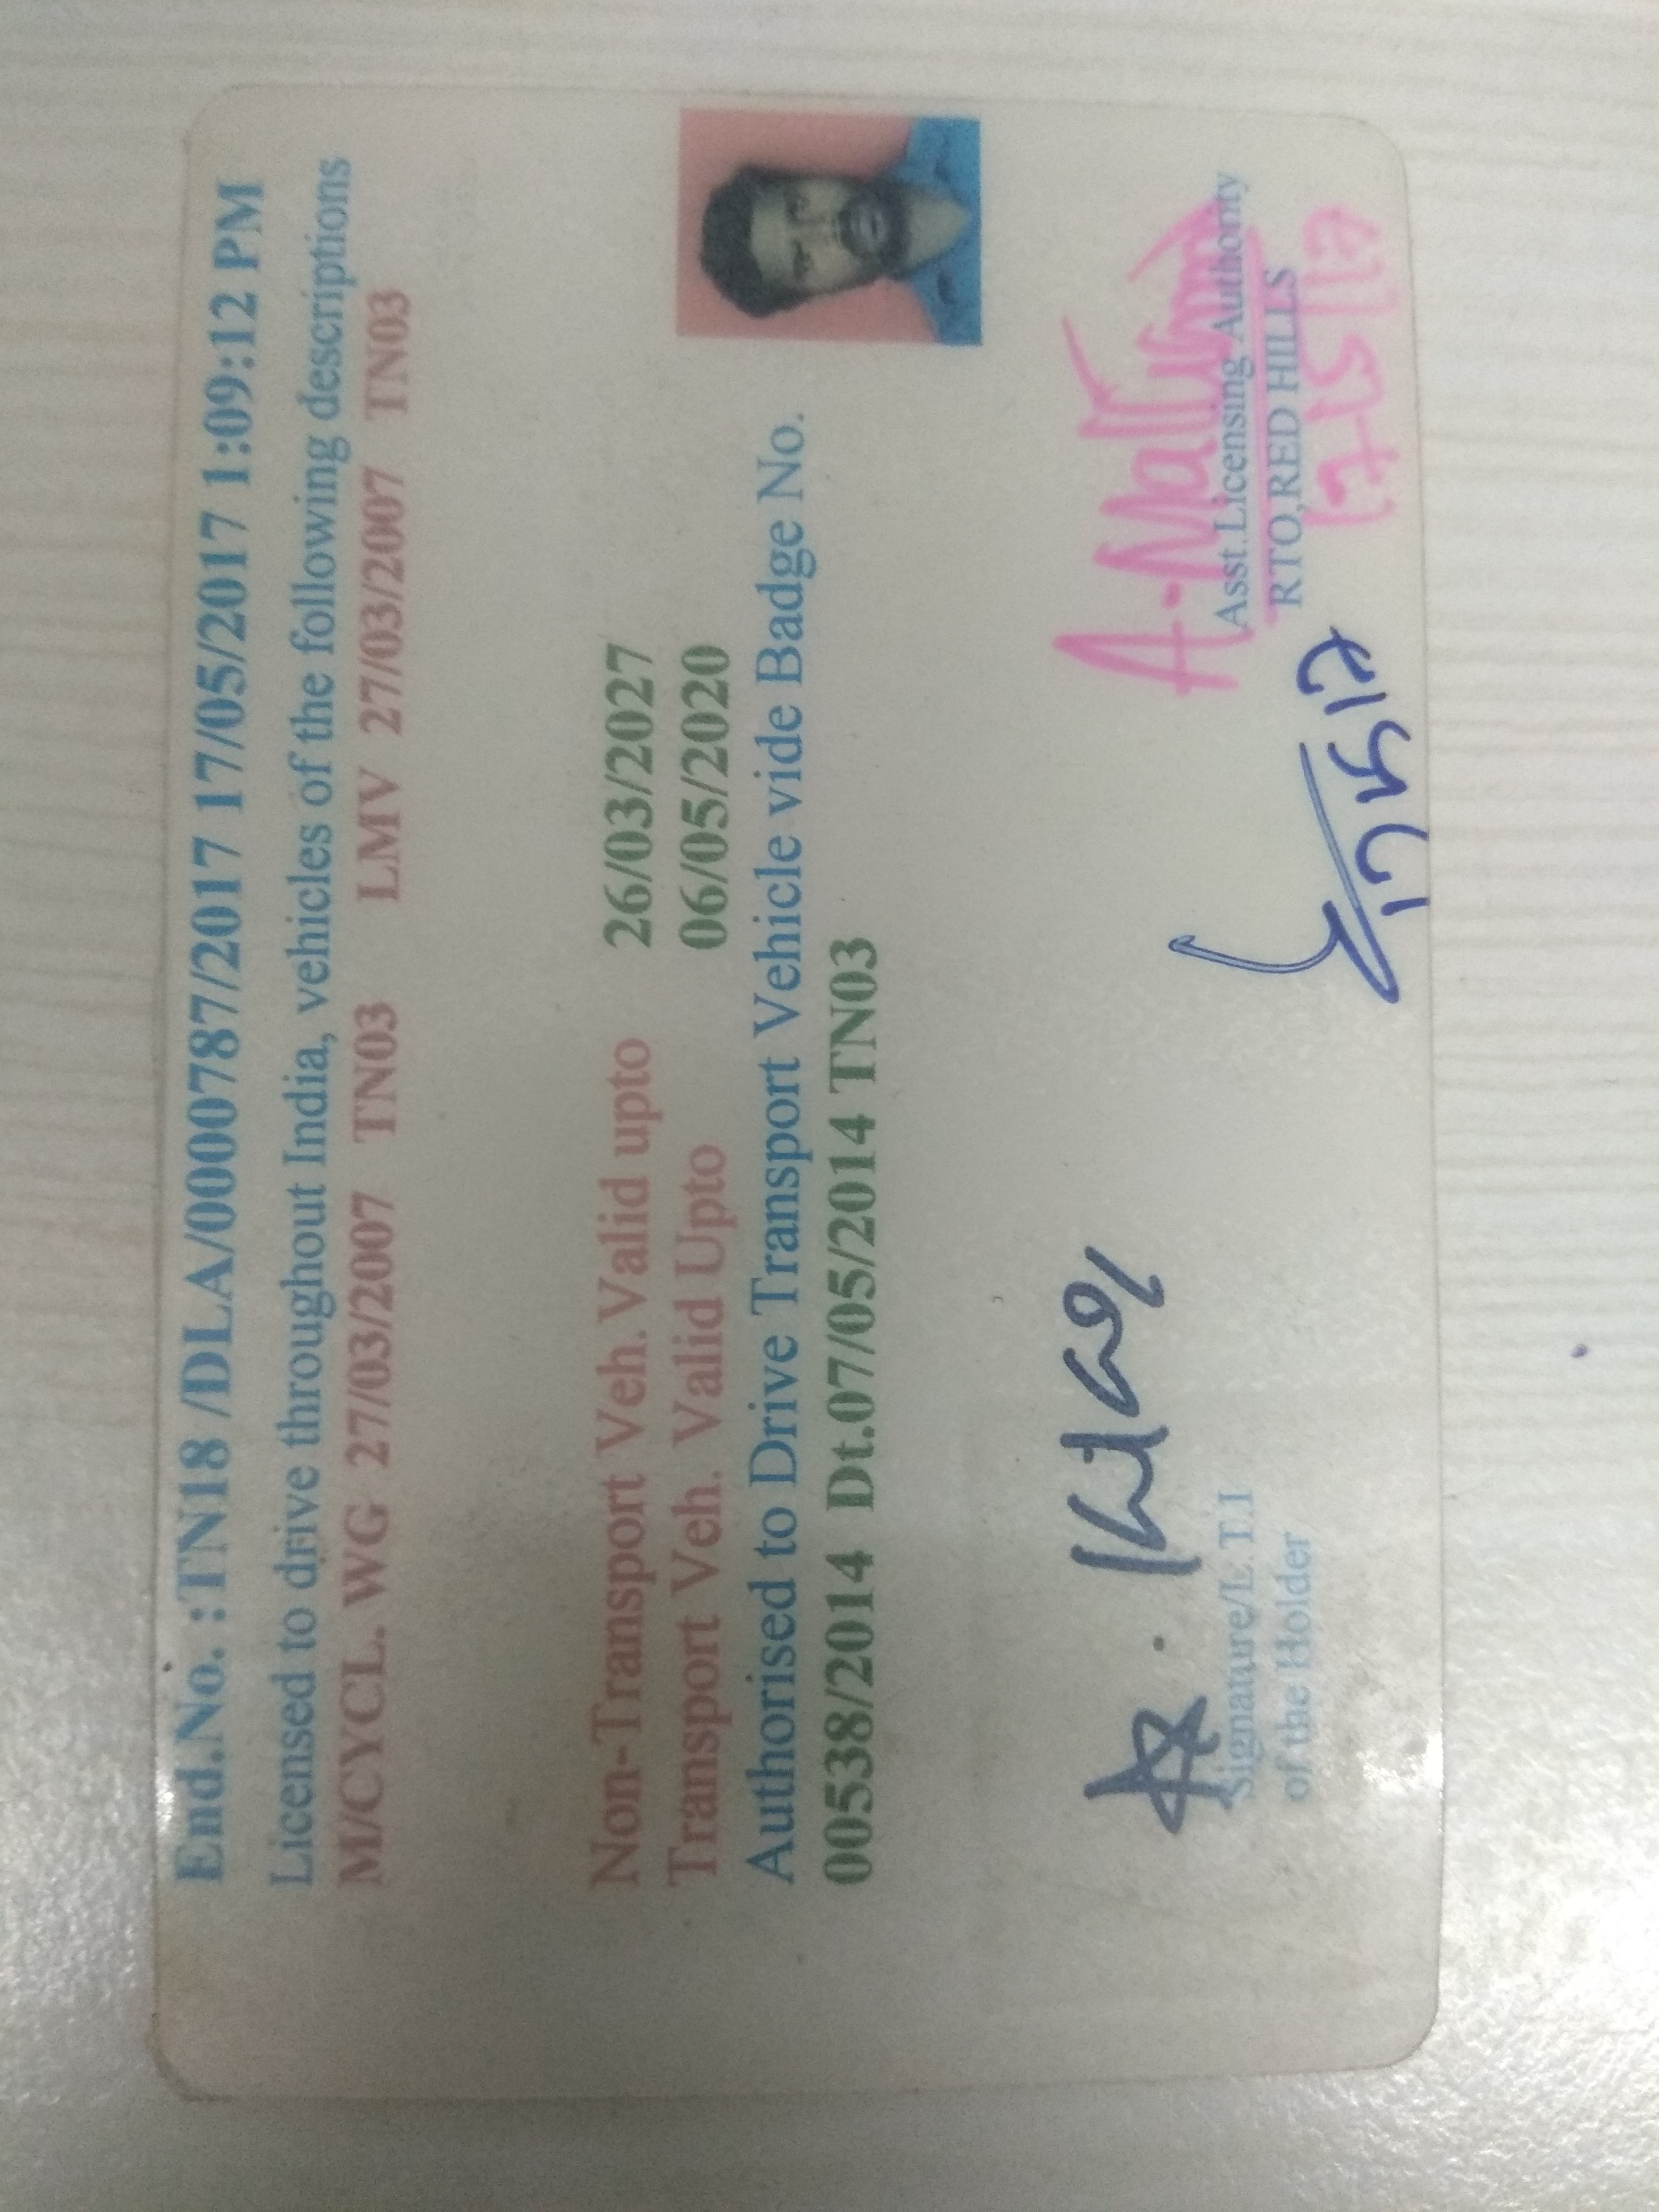 End.No. :TN18 /DLA/000787/2017 17/05/2017 1:09:12 PM
Licensed to drive throughout India, vehicles of the following descriptions
M/CYCL. WG 27/03/2007 TN03 LMV 27/03/2007 TN03
Non-Transport Veh. Valid upto 26/03/2027
Transport Veh. Valid Upto 06/05/2020
Authorised to Drive Transport Vehicle vide Badge No.
00538/2014 Dt.07/05/2014 TN03
Signature/L.T.I
of the Holder
Asst.Licensing Authority
RTO,RED HILLS